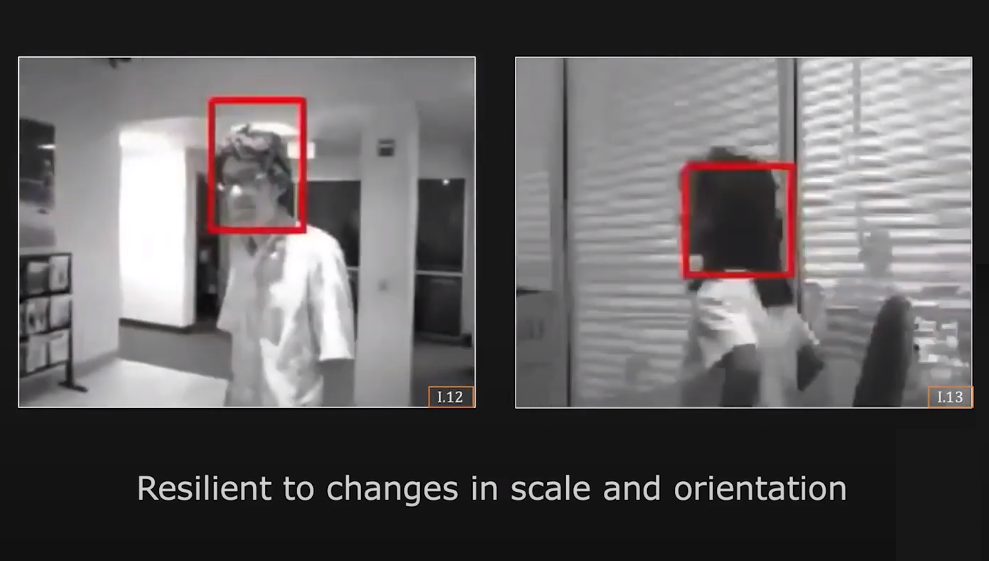 I.12
I.13
Resilient to changes in scale and orientation